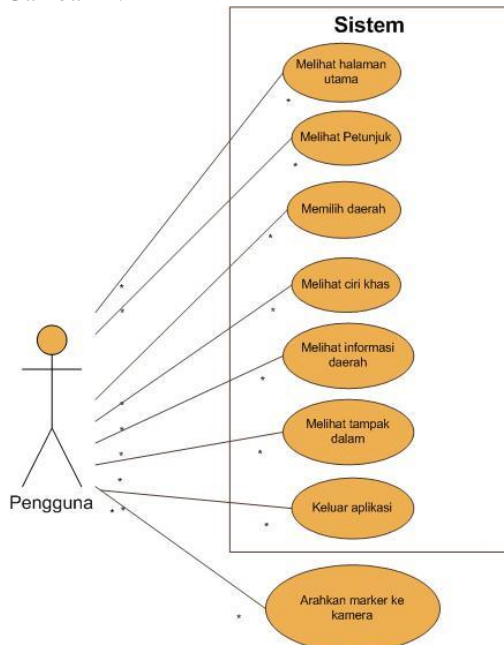 Sistem
Melihat halaman
utama
*
Melihat Petunjuk
*
Memilih daerah
*
Melihat ciri khas
*
*
*
Melihat informasi
daerah
*
*
Melihat tampak
dalam
*
*
*
*
Pengguna
Keluar aplikasi
* *
*
Arahkan marker ke
kamera
*